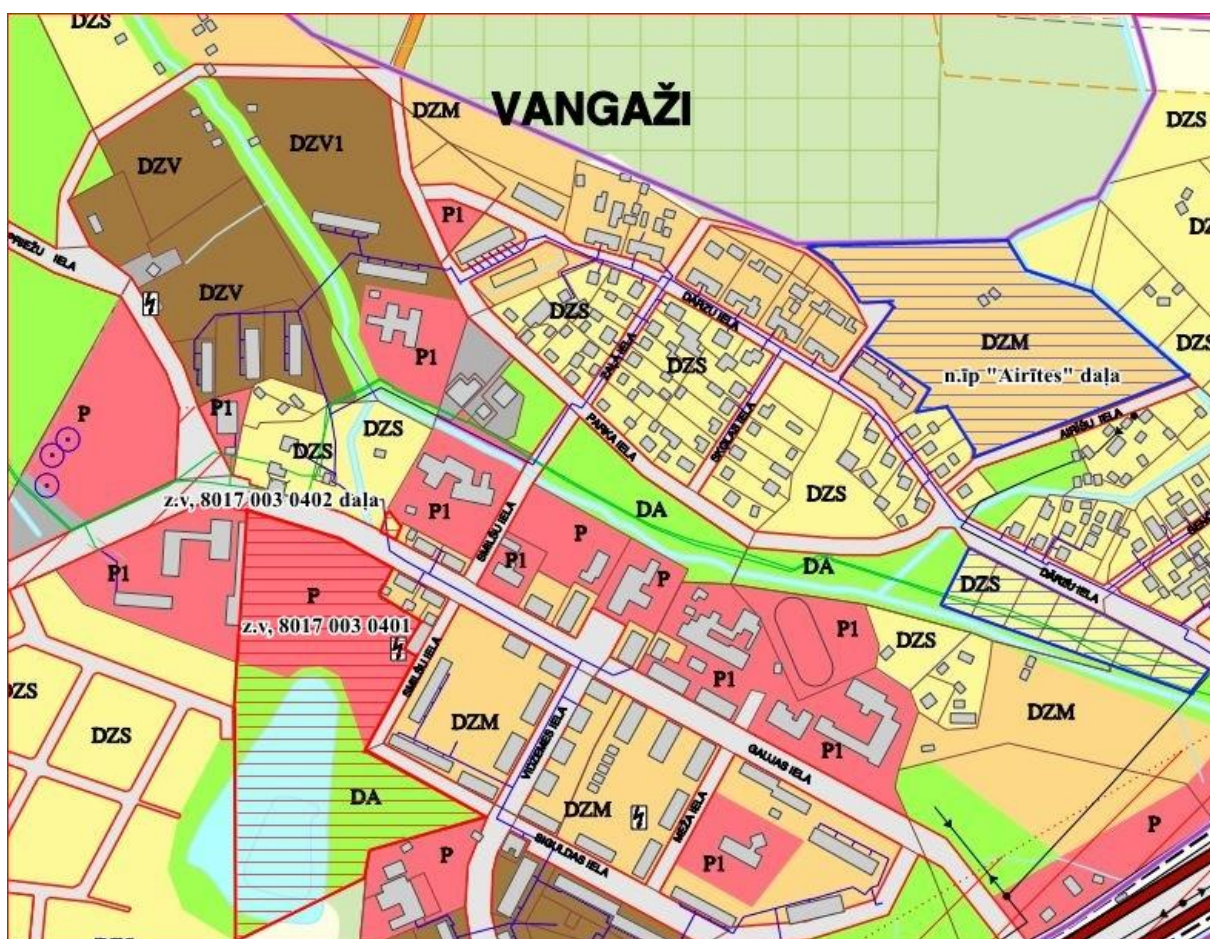 DZS
DZM
VANGAŽI
DZS
DZV1
DZV
P1
PRIEŽU IELA
DZV
DĀRZU IELA
DZM
n.īp "Airītes" daļa
DZS
DZS
ZAĻĀ IELA
P1
DZS
SKOLAS IELA
PARKA IELA
AIRĪŠU IELA
P
P1
DZS
DZS
DZS
z.v, 8017 003 0402 daļa
P1
SMILŠU IELA
DA
P
P1
P
DA
DZS
DĀRZU IELA
P1
P
z.v, 8017 003 0401
P1
DZS
SMILŠU IELA
P1
DZS
DZS
DZM
VIDZEMES IELA
DZM
GAUJAS IELA
P1
DA
DZM
MEŽA IELA
P
P
SIGULDAS IELA
P1